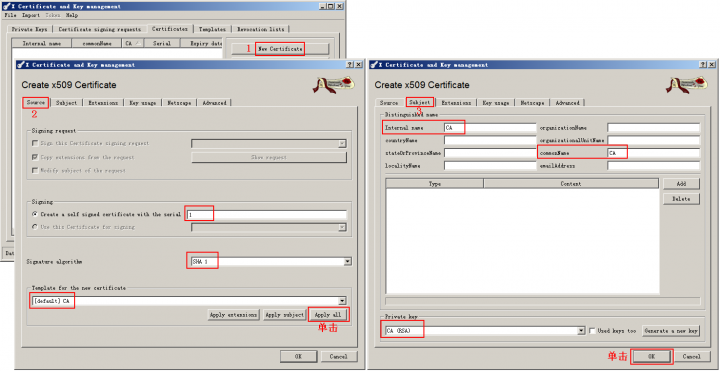 X Certificate and Key management
File Import Token Help
Private Keys Certificate signing requests Certificates Templates Revocation lists
Internal name commonName CA Serial Expiry date
1 New Certificate
X Certificate and Key management
Create x509 Certificate
Source Subject Extensions Key usage Netscape Advanced
2
Signing request
Sign this Certificate signing request
Copy extensions from the request Show request
Modify subject of the request
Signing
Create a self signed certificate with the serial 1
Use this Certificate for signing
Signature algorithm SHA 1
Template for the new certificate
[default] CA
Apply extensions Apply subject Apply all
单击
OK Cancel
Dat
X Certificate and Key management
Create x509 Certificate
Source Subject Extensions Key usage Netscape Advanced
3
Distinguished name
Internal name CA organizationName
countryName organizationalUnitName
stateOrProvinceName commonName CA
localityName emailAddress
Type Content Add
Delete
Private key
CA (RSA) Used keys too Generate a new key
单击 OK Cancel